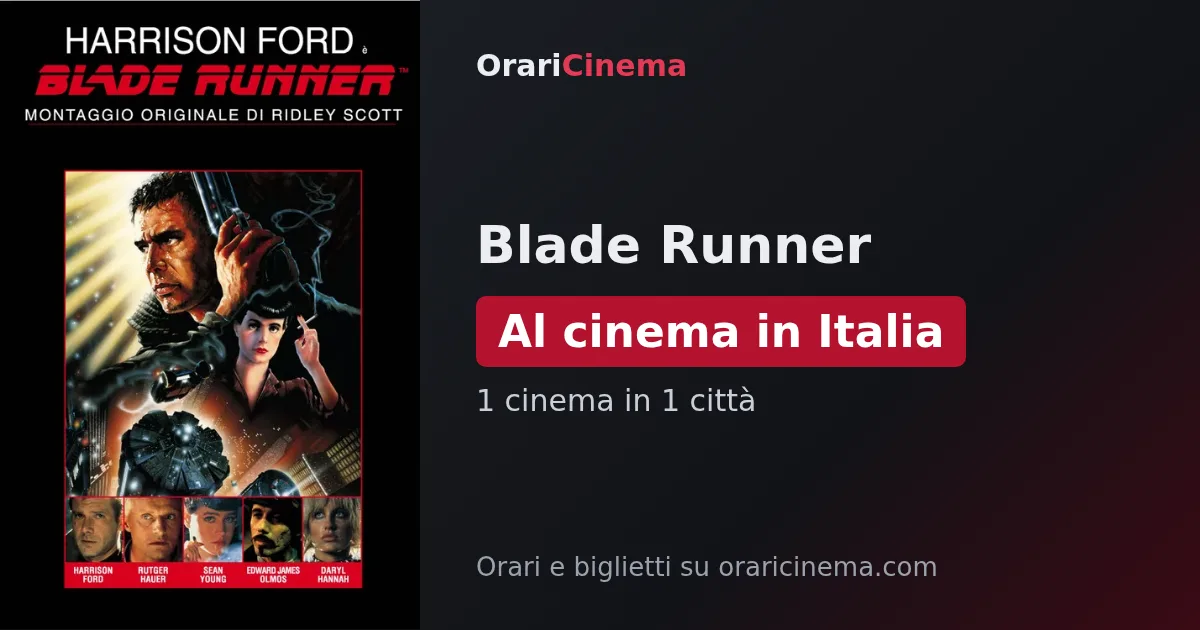 HARRISON FORD è
BLADE RUNNER™
MONTAGGIO ORIGINALE DI RIDLEY SCOTT
HARRISON FORD
RUTGER HAUER
SEAN YOUNG
EDWARD JAMES OLMOS
DARYL HANNAH
OrariCinema
Blade Runner
Al cinema in Italia
1 cinema in 1 città
Orari e biglietti su oraricinema.com